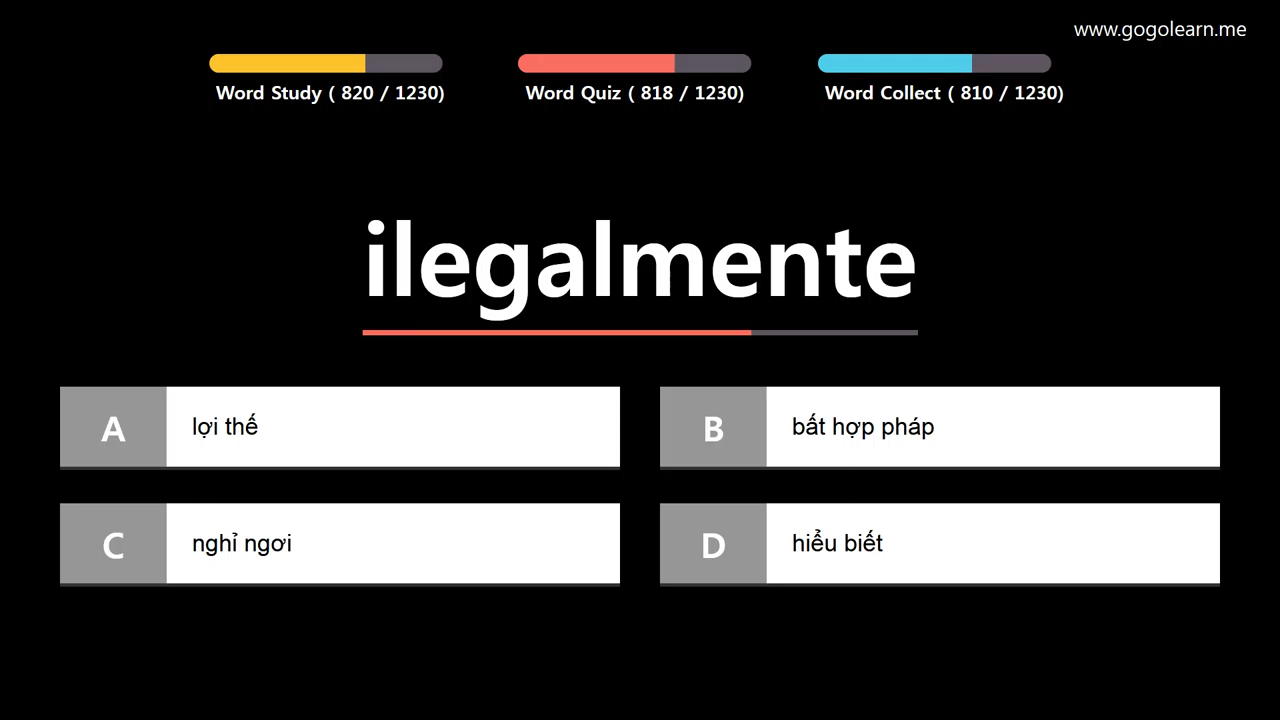 www.gogolearn.me
Word Study ( 820 / 1230)
Word Quiz ( 818 / 1230)
Word Collect ( 810 / 1230)
ilegalmente
A lợi thế
B bất hợp pháp
C nghỉ ngơi
D hiểu biết